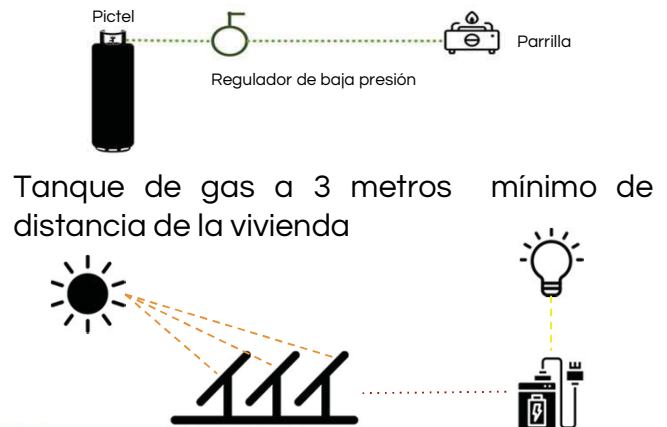 Pictel
Parrilla
Regulador de baja presión
Tanque de gas a 3 metros mínimo de
distancia de la vivienda